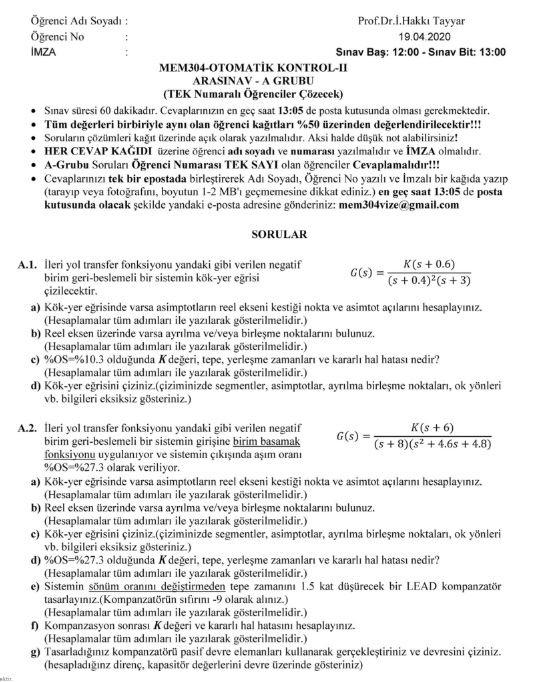 Öğrenci Adı Soyadı :
Prof.Dr.İ.Hakkı Tayyar
Öğrenci No :
19.04.2020
İMZA :
Sınav Baş: 12:00 - Sınav Bit: 13:00
MEM304-OTOMATİK KONTROL-II
ARASINAV - A GRUBU
(TEK Numaralı Öğrenciler Çözecek)
• Sınav süresi 60 dakikadır. Cevaplarınızın en geç saat 13:05 de posta kutusunda olması gerekmektedir.
• Tüm değerleri birbiriyle aynı olan öğrenci kağıtları %50 üzerinden değerlendirilecektir!!!
• Soruların çözümleri kağıt üzerinde açık olarak yazılmalıdır. Aksi halde düşük not alabilirsiniz!
• HER CEVAP KAĞIDI üzerine öğrenci adı soyadı ve numarası yazılmalıdır ve İMZA olmalıdır.
• A-Grubu Soruları Öğrenci Numarası TEK SAYI olan öğrenciler Cevaplamalıdır!!!
• Cevaplarınızı tek bir epostada birleştirerek Adı Soyadı, Öğrenci No yazılı ve İmzalı bir kağıda yazıp
(tarayıp veya fotoğrafını, boyutun 1-2 MB'ı geçmemesine dikkat ediniz.) en geç saat 13:05 de posta
kutusunda olacak şekilde yandaki e-posta adresine gönderiniz: mem304vize@gmail.com
SORULAR
A.1. İleri yol transfer fonksiyonu yandaki gibi verilen negatif
birim geri-beslemeli bir sistemin kök-yer eğrisi
çizilecektir.
G(s) = K(s + 0.6) / (s + 0.4)²(s + 3)
a) Kök-yer eğrisinde varsa asimptotların reel ekseni kestiği nokta ve asimtot açılarını hesaplayınız.
(Hesaplamalar tüm adımları ile yazılarak gösterilmelidir.)
b) Reel eksen üzerinde varsa ayrılma ve/veya birleşme noktalarını bulunuz.
(Hesaplamalar tüm adımları ile yazılarak gösterilmelidir.)
c) %OS=%10.3 olduğunda K değeri, tepe, yerleşme zamanları ve kararlı hal hatası nedir?
(Hesaplamalar tüm adımları ile yazılarak gösterilmelidir.)
d) Kök-yer eğrisini çiziniz.(çiziminizde segmentler, asimptotlar, ayrılma birleşme noktaları, ok yönleri
vb. bilgileri eksiksiz gösteriniz.)
A.2. İleri yol transfer fonksiyonu yandaki gibi verilen negatif
birim geri-beslemeli bir sistemin girişine birim basamak
fonksiyonu uygulanıyor ve sistemin çıkışında aşım oranı
%OS=%27.3 olarak veriliyor.
G(s) = K(s + 6) / (s + 8)(s² + 4.6s + 4.8)
a) Kök-yer eğrisinde varsa asimptotların reel ekseni kestiği nokta ve asimtot açılarını hesaplayınız.
(Hesaplamalar tüm adımları ile yazılarak gösterilmelidir.)
b) Reel eksen üzerinde varsa ayrılma ve/veya birleşme noktalarını bulunuz.
(Hesaplamalar tüm adımları ile yazılarak gösterilmelidir.)
c) Kök-yer eğrisini çiziniz.(çiziminizde segmentler, asimptotlar, ayrılma birleşme noktaları, ok yönleri
vb. bilgileri eksiksiz gösteriniz.)
d) %OS=%27.3 olduğunda K değeri, tepe, yerleşme zamanları ve kararlı hal hatası nedir?
(Hesaplamalar tüm adımları ile yazılarak gösterilmelidir.)
e) Sistemin sönüm oranını değiştirmeden tepe zamanını 1.5 kat düşürecek bir LEAD kompanzatör
tasarlayınız.(Kompanzatörün sıfırını -9 olarak alınız.)
(Hesaplamalar tüm adımları ile yazılarak gösterilmelidir.)
f) Kompanzasyon sonrası K değeri ve kararlı hal hatasını hesaplayınız.
(Hesaplamalar tüm adımları ile yazılarak gösterilmelidir.)
g) Tasarladığınız kompanzatörü pasif devre elemanları kullanarak gerçekleştiriniz ve devresini çiziniz.
(hesapladığınz direnç, kapasitör değerlerini devre üzerinde gösteriniz)